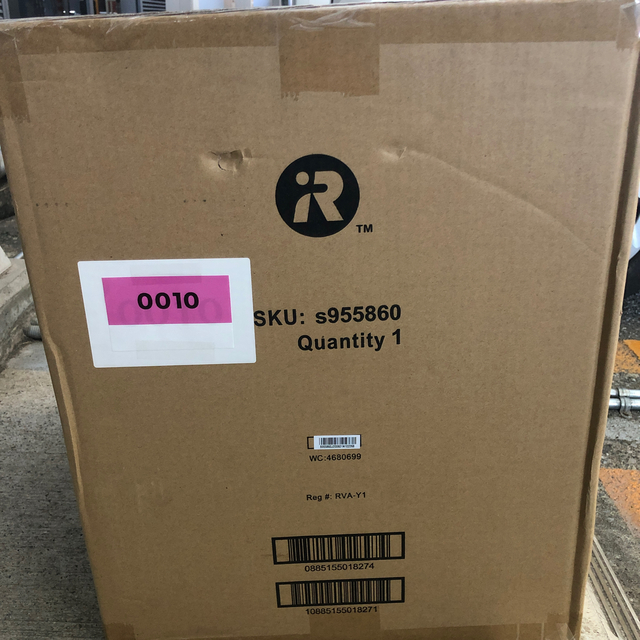 iR
TM
0010
SKU: s955860
Quantity 1
WC:4680699
Reg #: RVA-Y1
0885155018274
10885155018271